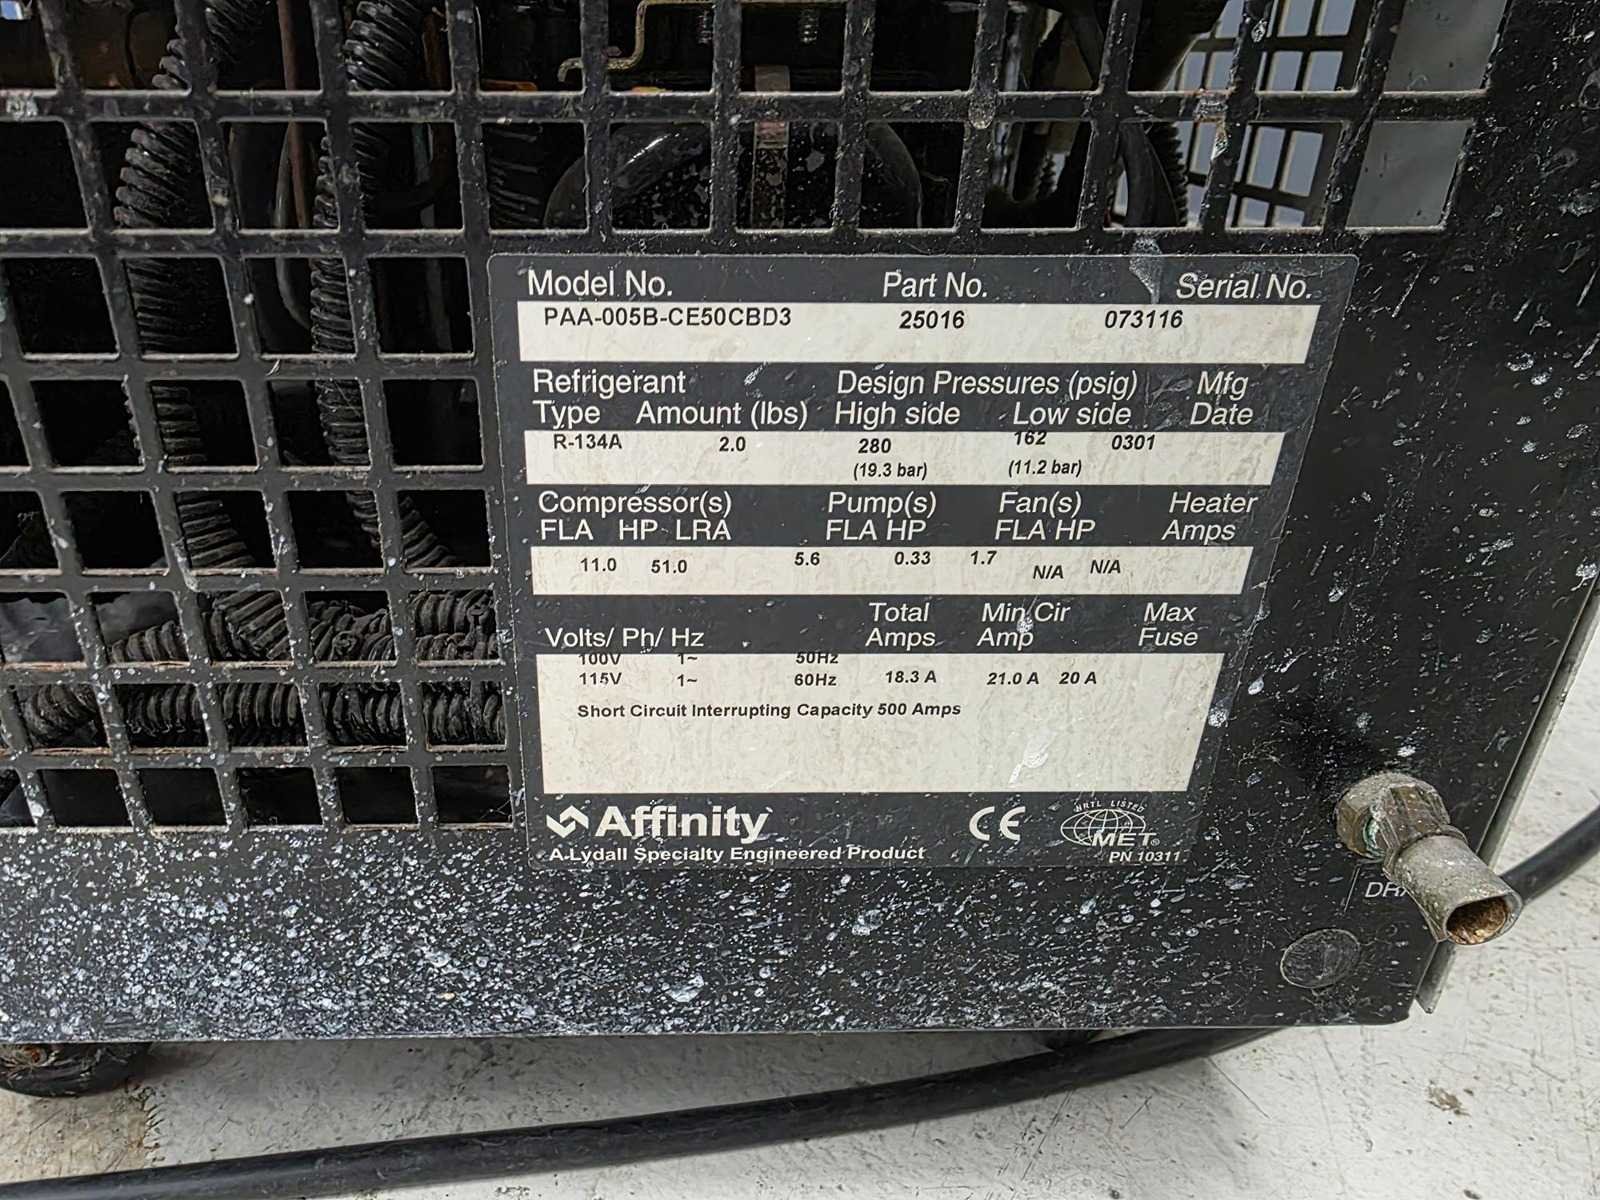 Model No. Part No. Serial No.
PAA-005B-CE50CBD3 25016 073116
Refrigerant Design Pressures (psig) Mfg
Type Amount (lbs) High side Low side Date
R-134A 2.0 280 162 0301
(19.3 bar) (11.2 bar)
Compressor(s) Pump(s) Fan(s) Heater
FLA HP LRA FLA HP FLA HP Amps
11.0 51.0 5.6 0.33 1.7 N/A N/A
Total Min Cir Max
Volts/ Ph/ Hz Amps Amp Fuse
100V 1~ 50Hz
115V 1~ 60Hz 18.3 A 21.0 A 20 A
Short Circuit Interrupting Capacity 500 Amps
Affinity CE NRTL LISTED
MET®
A Lydall Specialty Engineered Product PN 10311